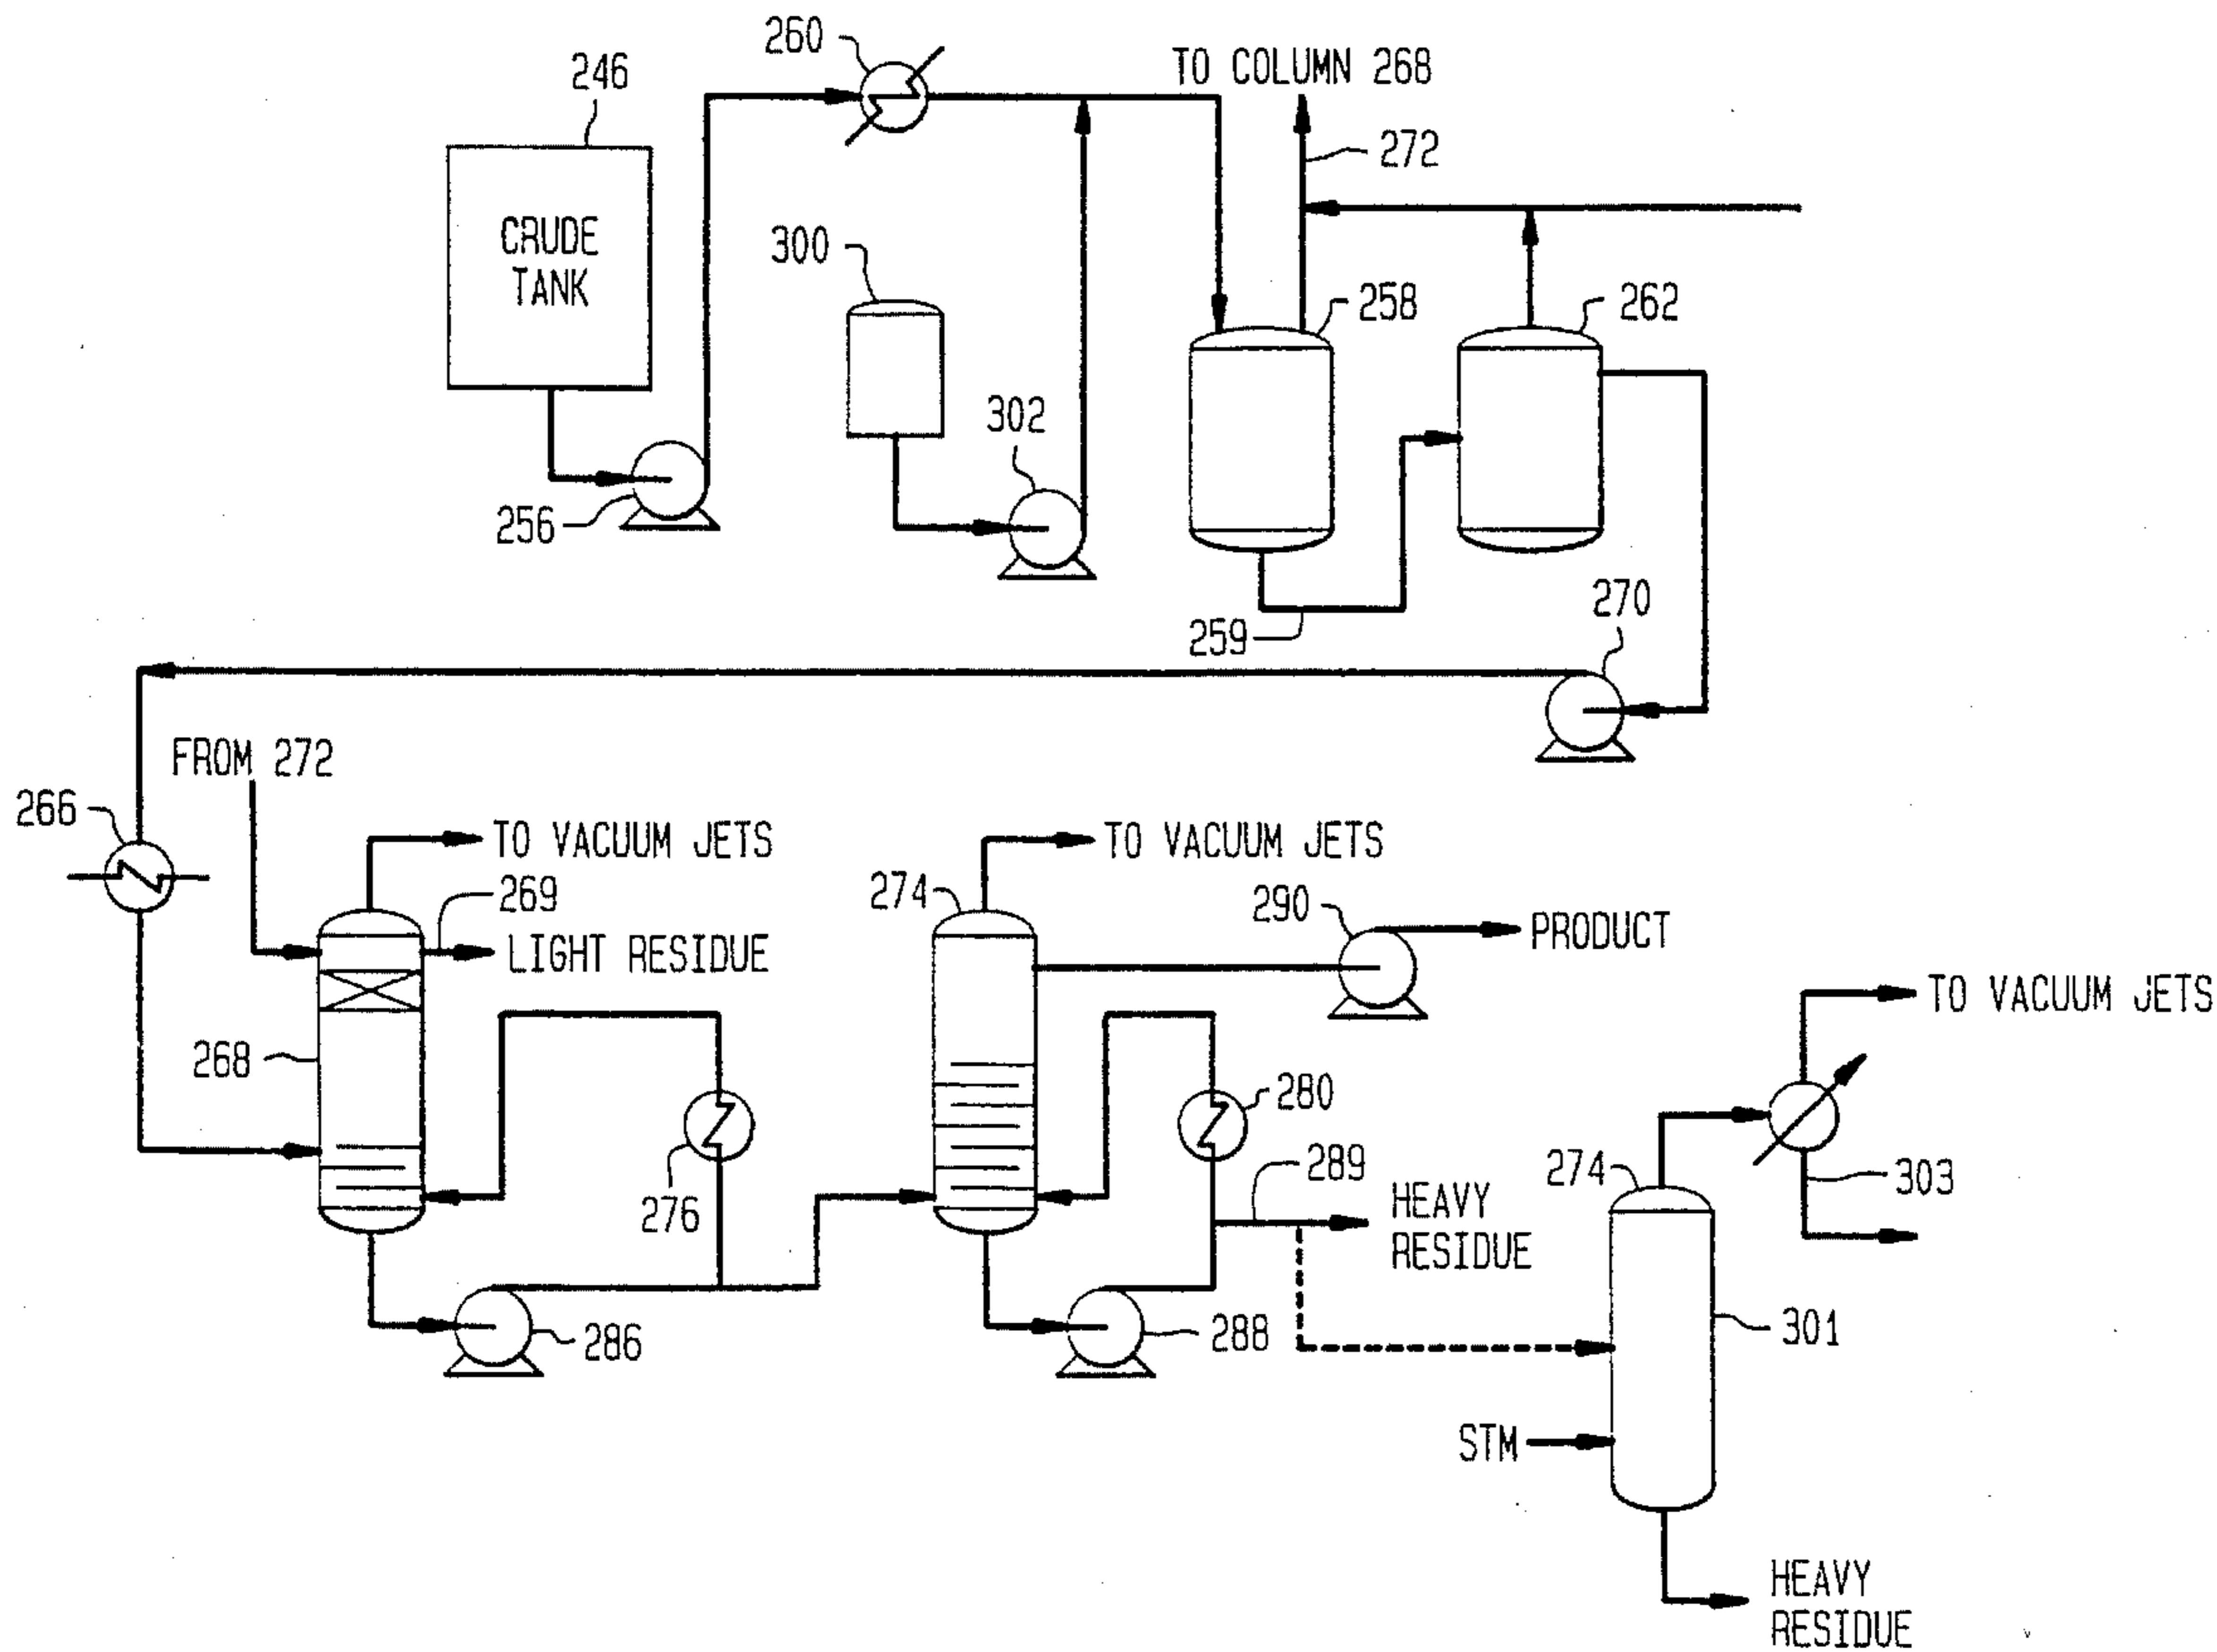 260
TO COLUMN 268
246
272
CRUDE
TANK
300
258
262
302
256
270
259
FROM 272
266
TO VACUUM JETS
TO VACUUM JETS
269
274
290
PRODUCT
LIGHT RESIDUE
TO VACUUM JETS
268
280
289
274
303
276
HEAVY
RESIDUE
286
288
301
STM
HEAVY
RESIDUE